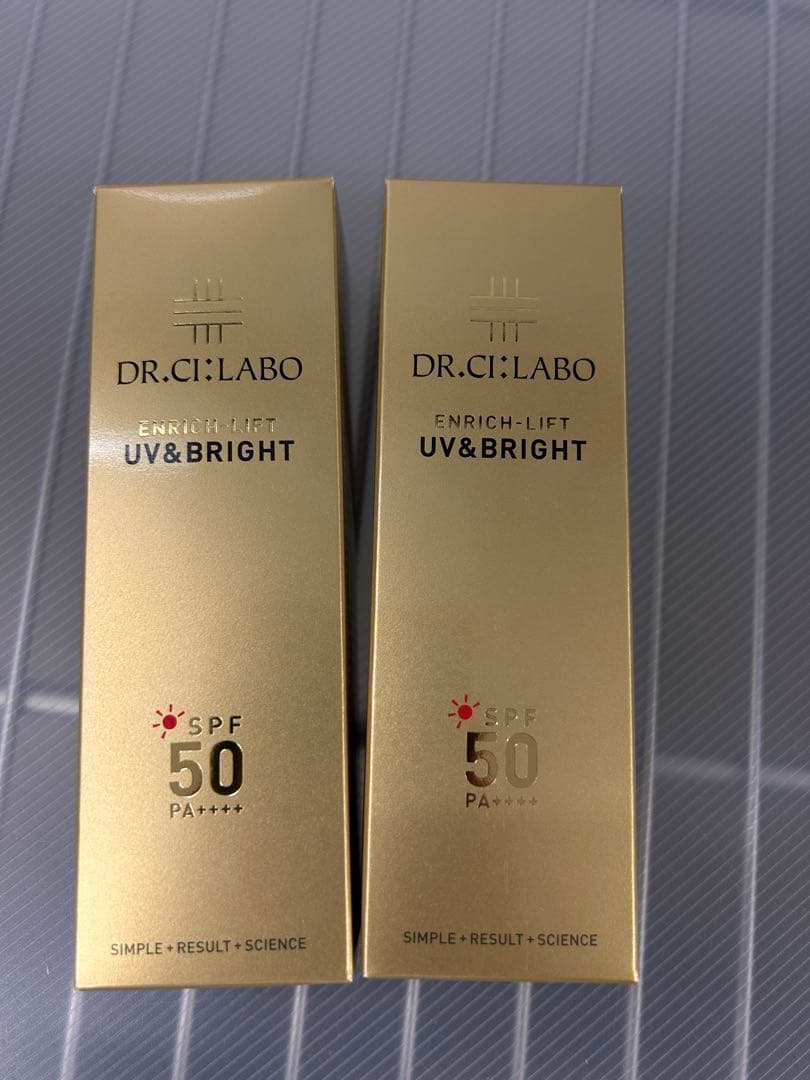 DR.CI:LABO
ENRICH-LIFT
UV&BRIGHT
SPF
50
PA++++
SIMPLE+RESULT+SCIENCE
DR.CI:LABO
ENRICH-LIFT
UV&BRIGHT
SPF
50
PA++++
SIMPLE+RESULT+SCIENCE